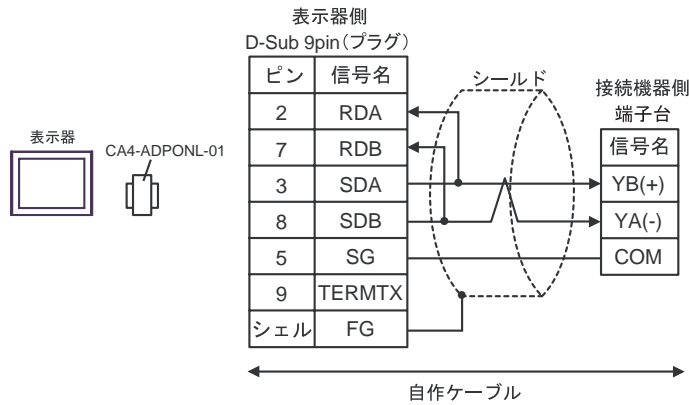 表示器側
D-Sub 9pin(プラグ)
ピン 信号名
2 RDA
7 RDB
3 SDA
8 SDB
5 SG
9 TERMTX
シェル FG
シールド
接続機器側
端子台
信号名
YB(+)
YA(-)
COM
表示器
CA4-ADPONL-01
自作ケーブル